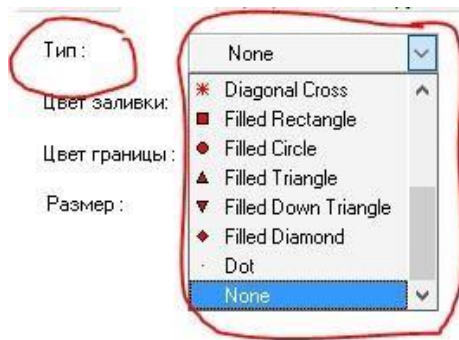 Тип :
None
Diagonal Cross
Цвет заливки:
Filled Rectangle
Filled Circle
Цвет границы :
Filled Triangle
Размер :
Filled Down Triangle
Filled Diamond
Dot
None